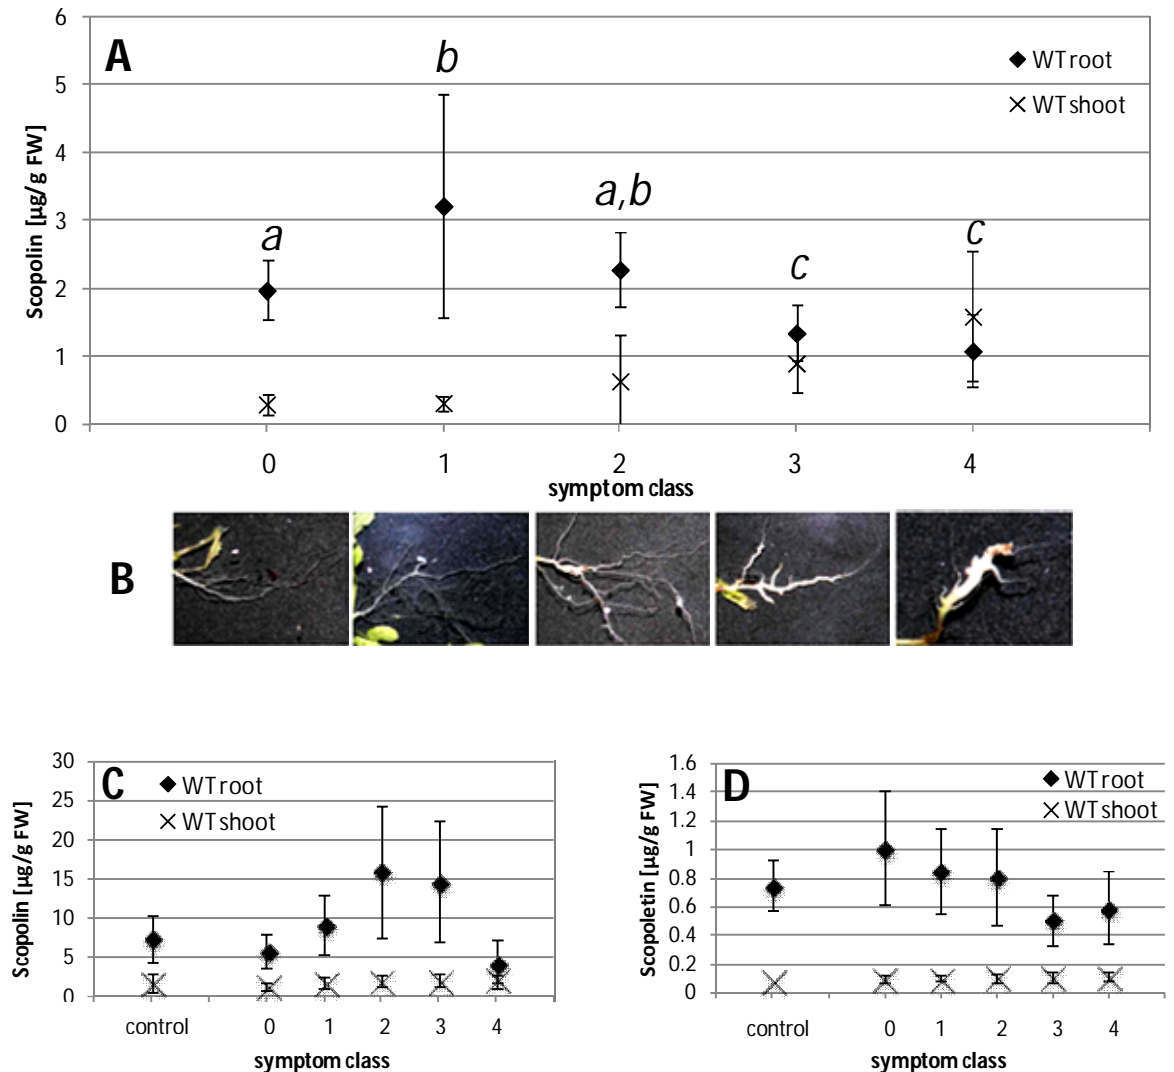 6
A
b
WT root
5
WT shoot
4
a,b
3
a
c
c
2
1
0
Scopolin [µg/g FW]
0 1 2 3 4
symptom class
B
30
C
WT root
25
WT shoot
20
15
10
5
0
Scopolin [µg/g FW]
control 0 1 2 3 4
symptom class
1.6
D
WT root
1.4
WT shoot
1.2
1
0.8
0.6
0.4
0.2
0
Scopoletin [µg/g FW]
control 0 1 2 3 4
symptom class